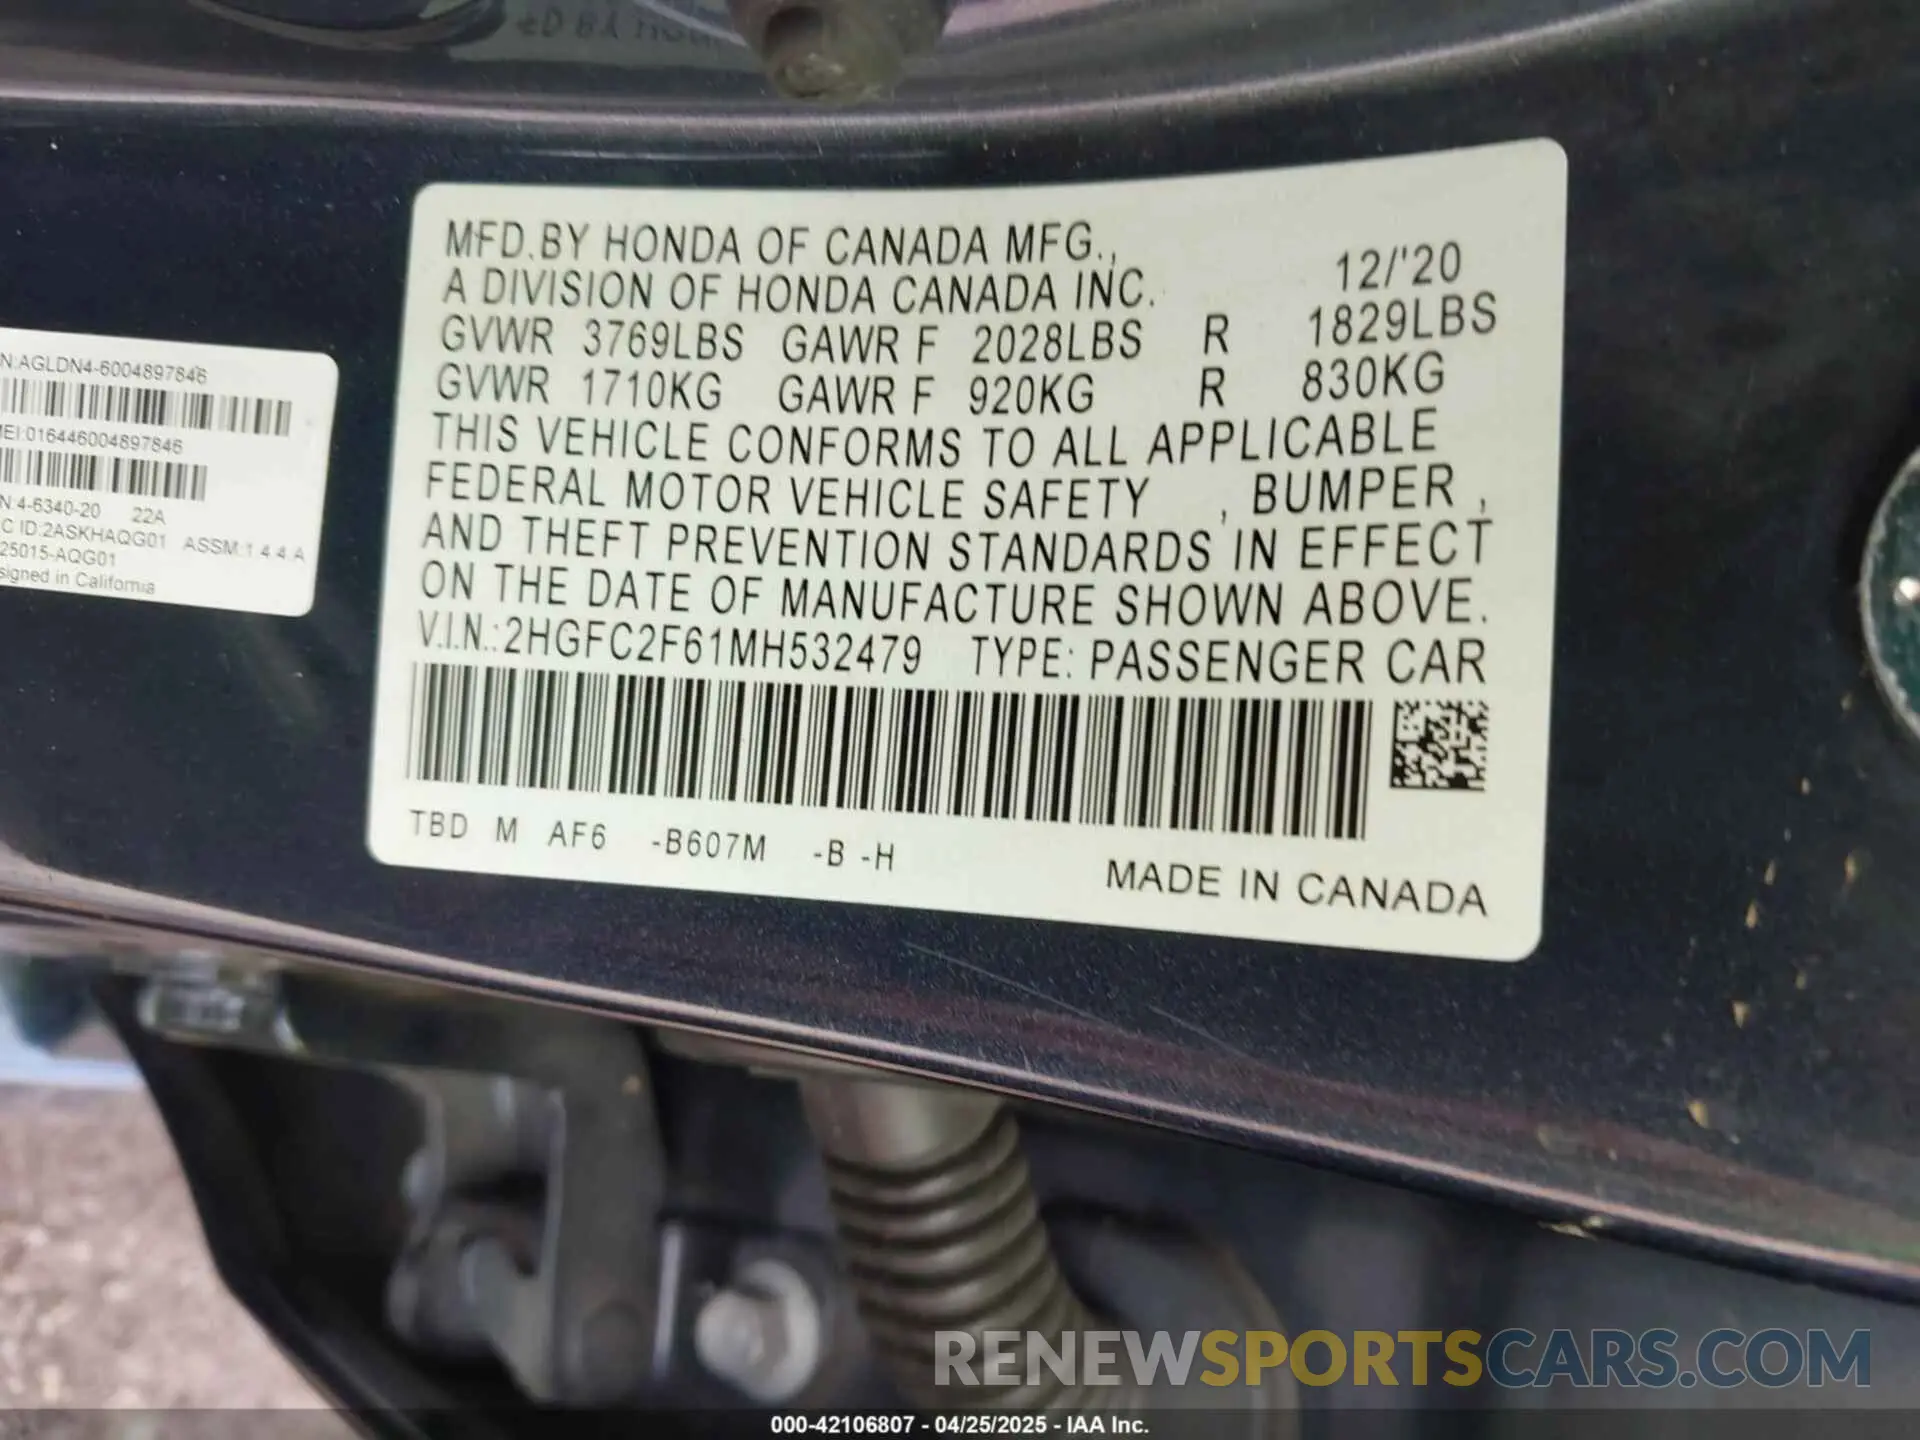 MFD.BY HONDA OF CANADA MFG.,
A DIVISION OF HONDA CANADA INC. 12/'20
GVWR 3769LBS GAWR F 2028LBS R 1829LBS
GVWR 1710KG GAWR F 920KG R 830KG
THIS VEHICLE CONFORMS TO ALL APPLICABLE
FEDERAL MOTOR VEHICLE SAFETY , BUMPER ,
AND THEFT PREVENTION STANDARDS IN EFFECT
ON THE DATE OF MANUFACTURE SHOWN ABOVE.
V.I.N.:2HGFC2F61MH532479 TYPE: PASSENGER CAR
TBD M AF6 -B607M -B -H
MADE IN CANADA
N:AGLDN4-6004897846
MEI:016446004897846
N:4-6340-20 22A
C ID:2ASKHAQG01 ASSM:1.4.4.A
25015-AQG01
signed in California
RENEWSPORTSCARS.COM
000-42106807 - 04/25/2025 - IAA Inc.